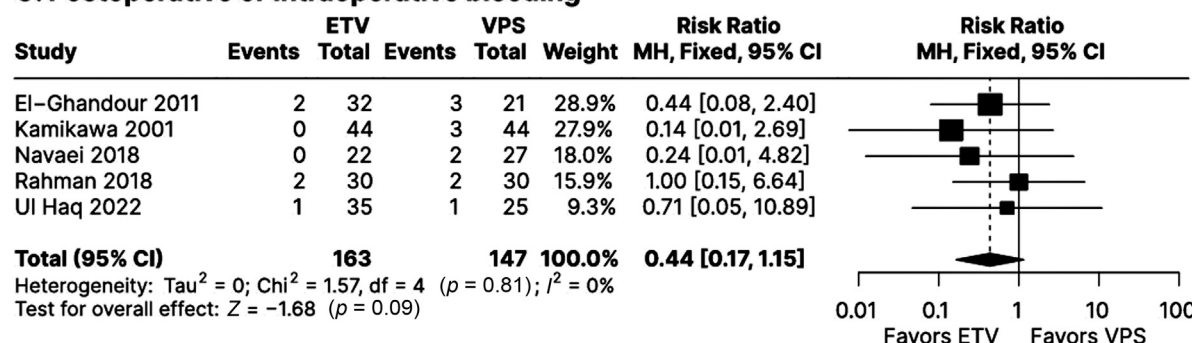 ETV VPS Risk Ratio Risk Ratio
Study Events Total Events Total Weight MH, Fixed, 95% CI MH, Fixed, 95% CI
El−Ghandour 2011 2 32 3 21 28.9% 0.44 [0.08, 2.40]
Kamikawa 2001 0 44 3 44 27.9% 0.14 [0.01, 2.69]
Navaei 2018 0 22 2 27 18.0% 0.24 [0.01, 4.82]
Rahman 2018 2 30 2 30 15.9% 1.00 [0.15, 6.64]
Ul Haq 2022 1 35 1 25 9.3% 0.71 [0.05, 10.89]
Total (95% CI) 163 147 100.0% 0.44 [0.17, 1.15]
Heterogeneity: Tau² = 0; Chi² = 1.57, df = 4 (p = 0.81); I² = 0%
Test for overall effect: Z = −1.68 (p = 0.09)
0.01 0.1 1 10 100
Favors ETV Favors VPS